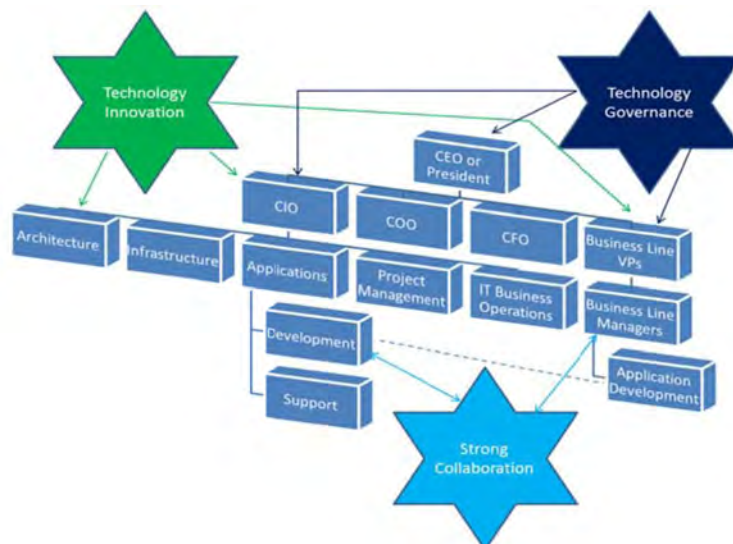 Technology
Innovation
Technology
Governance
CEO or
President
CIO
COO
CFO
Business Line
VPs
Architecture
Infrastructure
Applications
Project
Management
IT Business
Operations
Business Line
Managers
Development
Application
Development
Support
Strong
Collaboration